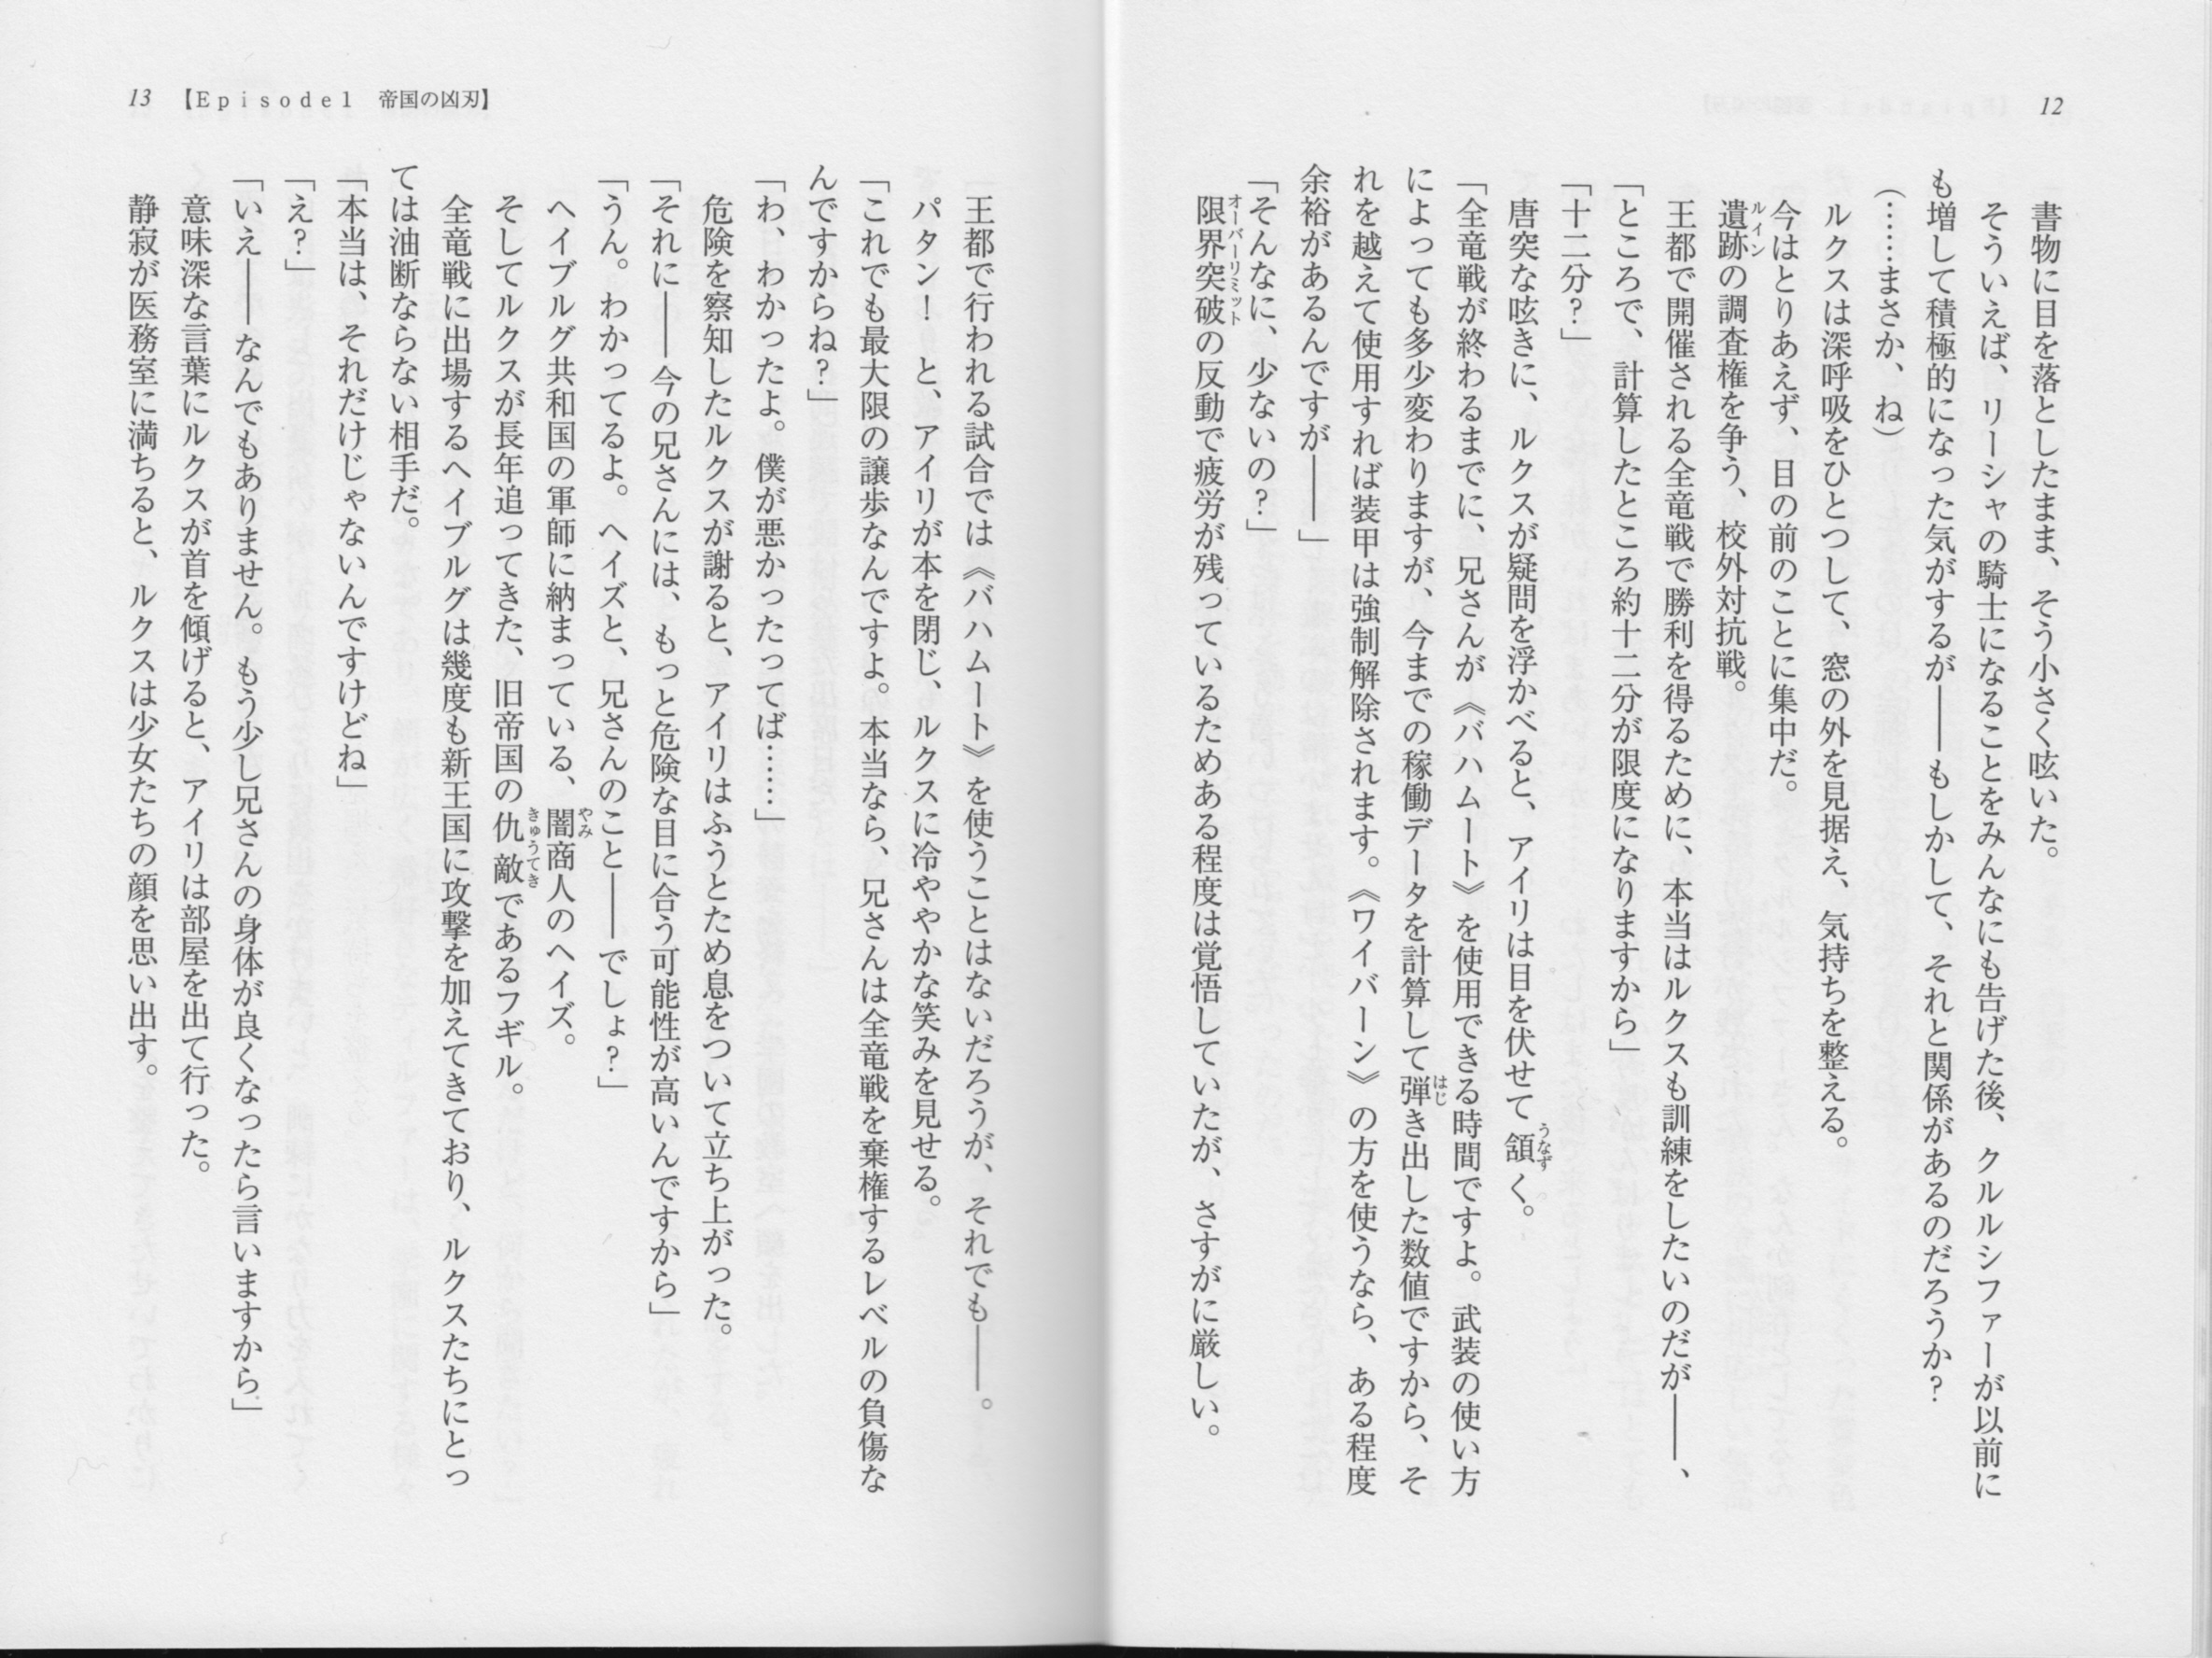 12
書物に目を落としたまま、そう小さく呟いた。
そういえば、リーシャの騎士になることをみんなにも告げた後、クルルシファーが以前に
も増して積極的になった気がするが――もしかして、それと関係があるのだろうか?
(……まさか、ね)
ルクスは深呼吸をひとつして、窓の外を見据え、気持ちを整える。
今はとりあえず、目の前のことに集中だ。
遺跡の調査権を争う、校外対抗戦。
ルイン
王都で開催される全竜戦で勝利を得るために、本当はルクスも訓練をしたいのだが――、
「ところで、計算したところ約十二分が限度になりますから」
「十二分?」
唐突な呟きに、ルクスが疑問を浮かべると、アイリは目を伏せて頷く。
うなず
「全竜戦が終わるまでに、兄さんが《バハムート》を使用できる時間ですよ。武装の使い方
によっても多少変わりますが、今までの稼働データを計算して弾き出した数値ですから、そ
はじ
れを越えて使用すれば装甲は強制解除されます。《ワイバーン》の方を使うなら、ある程度
余裕があるんですが――」
「そんなに、少ないの?」
限界突破の反動で疲労が残っているためある程度は覚悟していたが、さすがに厳しい。
オーバーリミット
13 【Episode1 帝国の凶刃】
王都で行われる試合では《バハムート》を使うことはないだろうが、それでも――。
パタン! と、アイリが本を閉じ、ルクスに冷ややかな笑みを見せる。
「これでも最大限の譲歩なんですよ。本当なら、兄さんは全竜戦を棄権するレベルの負傷な
んですからね?」
「わ、わかったよ。僕が悪かったってば……」
危険を察知したルクスが謝ると、アイリはふうとため息をついて立ち上がった。
「それに――今の兄さんには、もっと危険な目に合う可能性が高いんですから」
「うん。わかってるよ。ヘイズと、兄さんのこと――でしょ?」
ヘイブルグ共和国の軍師に納まっている、闇商人のヘイズ。
やみ
そしてルクスが長年追ってきた、旧帝国の仇敵であるフギル。
きゅうてき
全竜戦に出場するヘイブルグは幾度も新王国に攻撃を加えてきており、ルクスたちにとっ
ては油断ならない相手だ。
「本当は、それだけじゃないんですけどね」
「え?」
「いえ――なんでもありません。もう少し兄さんの身体が良くなったら言いますから」
意味深な言葉にルクスが首を傾げると、アイリは部屋を出て行った。
静寂が医務室に満ちると、ルクスは少女たちの顔を思い出す。